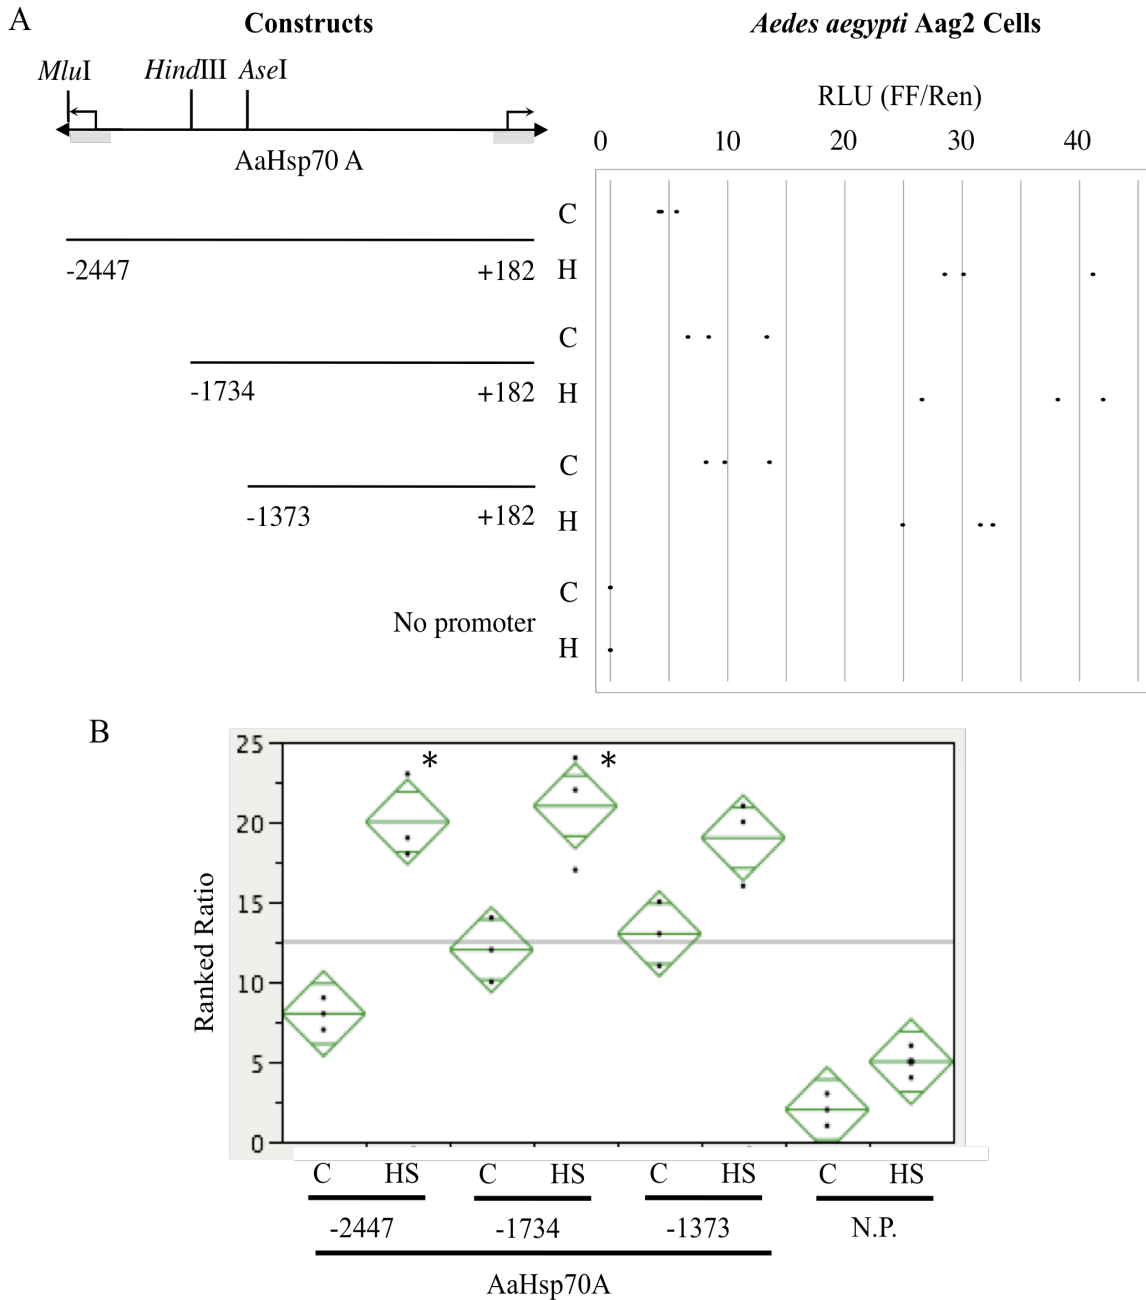 A
Constructs
Aedes aegypti Aag2 Cells
MluI HindIII AseI
RLU (FF/Ren)
0 10 20 30 40
AaHsp70 A
C
-2447 +182 H
C
-1734 +182 H
C
-1373 +182 H
C
No promoter
H
B
25
*
*
20
15
10
5
0
Ranked Ratio
C HS C HS C HS C HS
-2447 -1734 -1373 N.P.
AaHsp70A